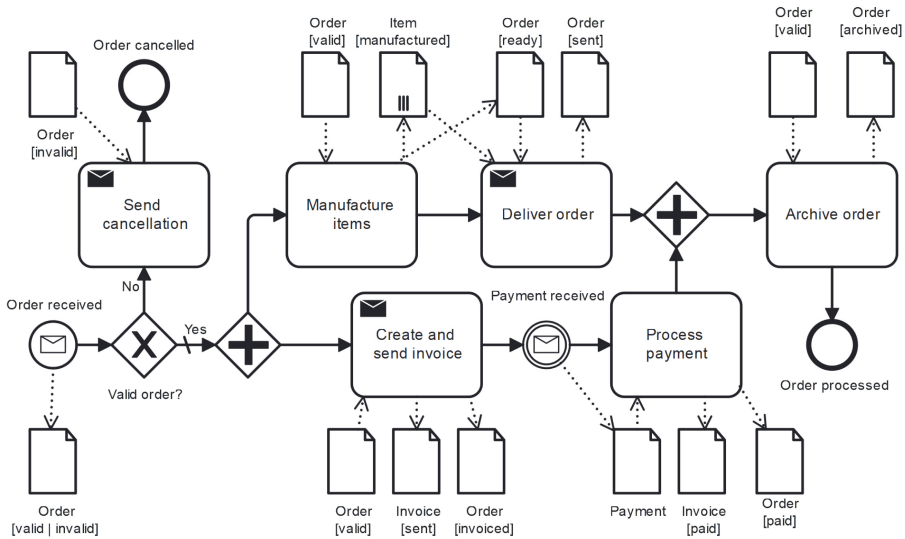 Order
[valid]
Item
[manufactured]
Order
[ready]
Order
[sent]
Order
[valid]
Order
[archived]
Order cancelled
Order
[invalid]
Send
cancellation
Manufacture
items
Deliver order
Archive order
No
Order received
Yes
Valid order?
Create and
send invoice
Payment received
Process
payment
Order processed
Order
[valid | invalid]
Order
[valid]
Invoice
[sent]
Order
[invoiced]
Payment
Invoice
[paid]
Order
[paid]